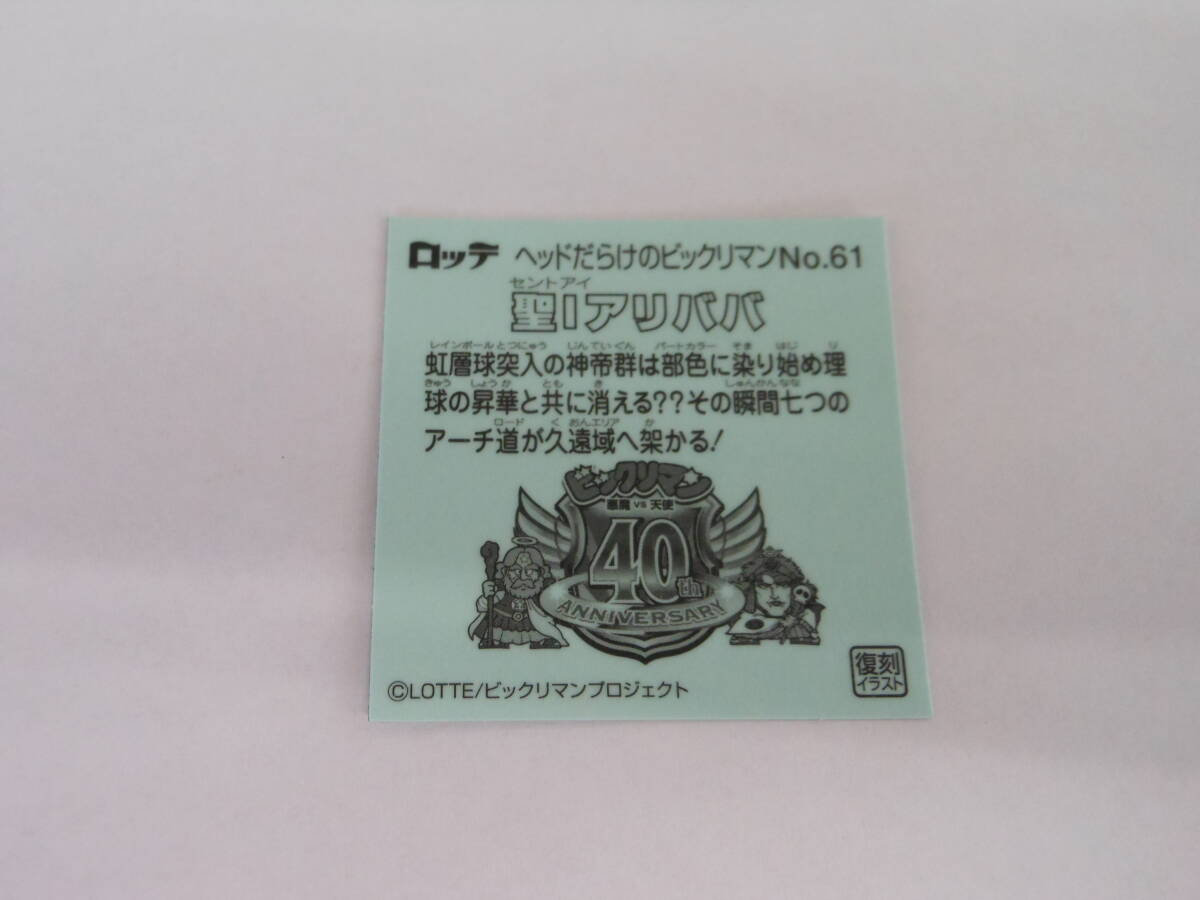 ロッテ ヘッドだらけのビックリマンNo.61
セントアイ
聖Iアリババ
レインボール とつにゅう じんていぐん パートカラー そま はじ り
虹層球突入の神帝群は部色に染り始め理
きゅう しょうか とも き しゅんかん なな
球の昇華と共に消える??その瞬間七つの
ロード く おんエリア か
アーチ道が久遠域へ架かる!
ビックリマン
悪魔 VS 天使
40th
ANNIVERSARY
復刻
イラスト
©LOTTE/ビックリマンプロジェクト